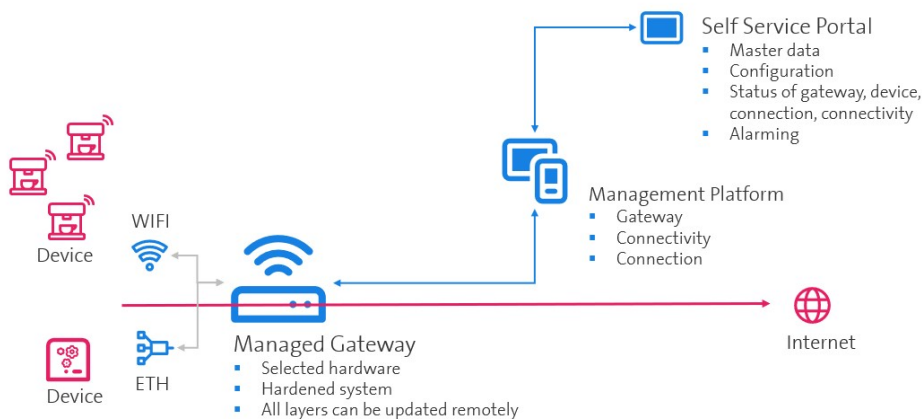 Self Service Portal
▪ Master data
▪ Configuration
▪ Status of gateway, device,
connection, connectivity
▪ Alarming
Management Platform
▪ Gateway
▪ Connectivity
▪ Connection
WIFI
Device
Internet
Managed Gateway
▪ Selected hardware
▪ Hardened system
▪ All layers can be updated remotely
ETH
Device